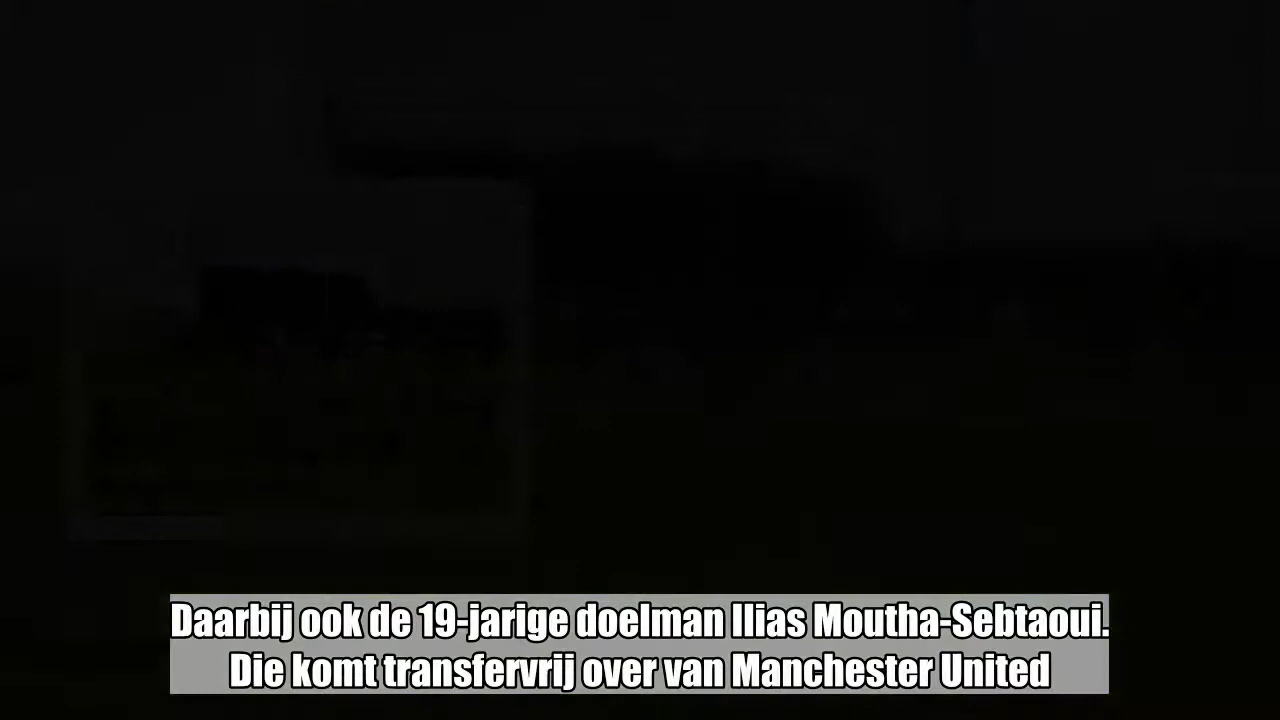 Daarbij ook de 19-jarige doelman Ilias Moutha-Sebtaoui.
Die komt transfervrij over van Manchester United